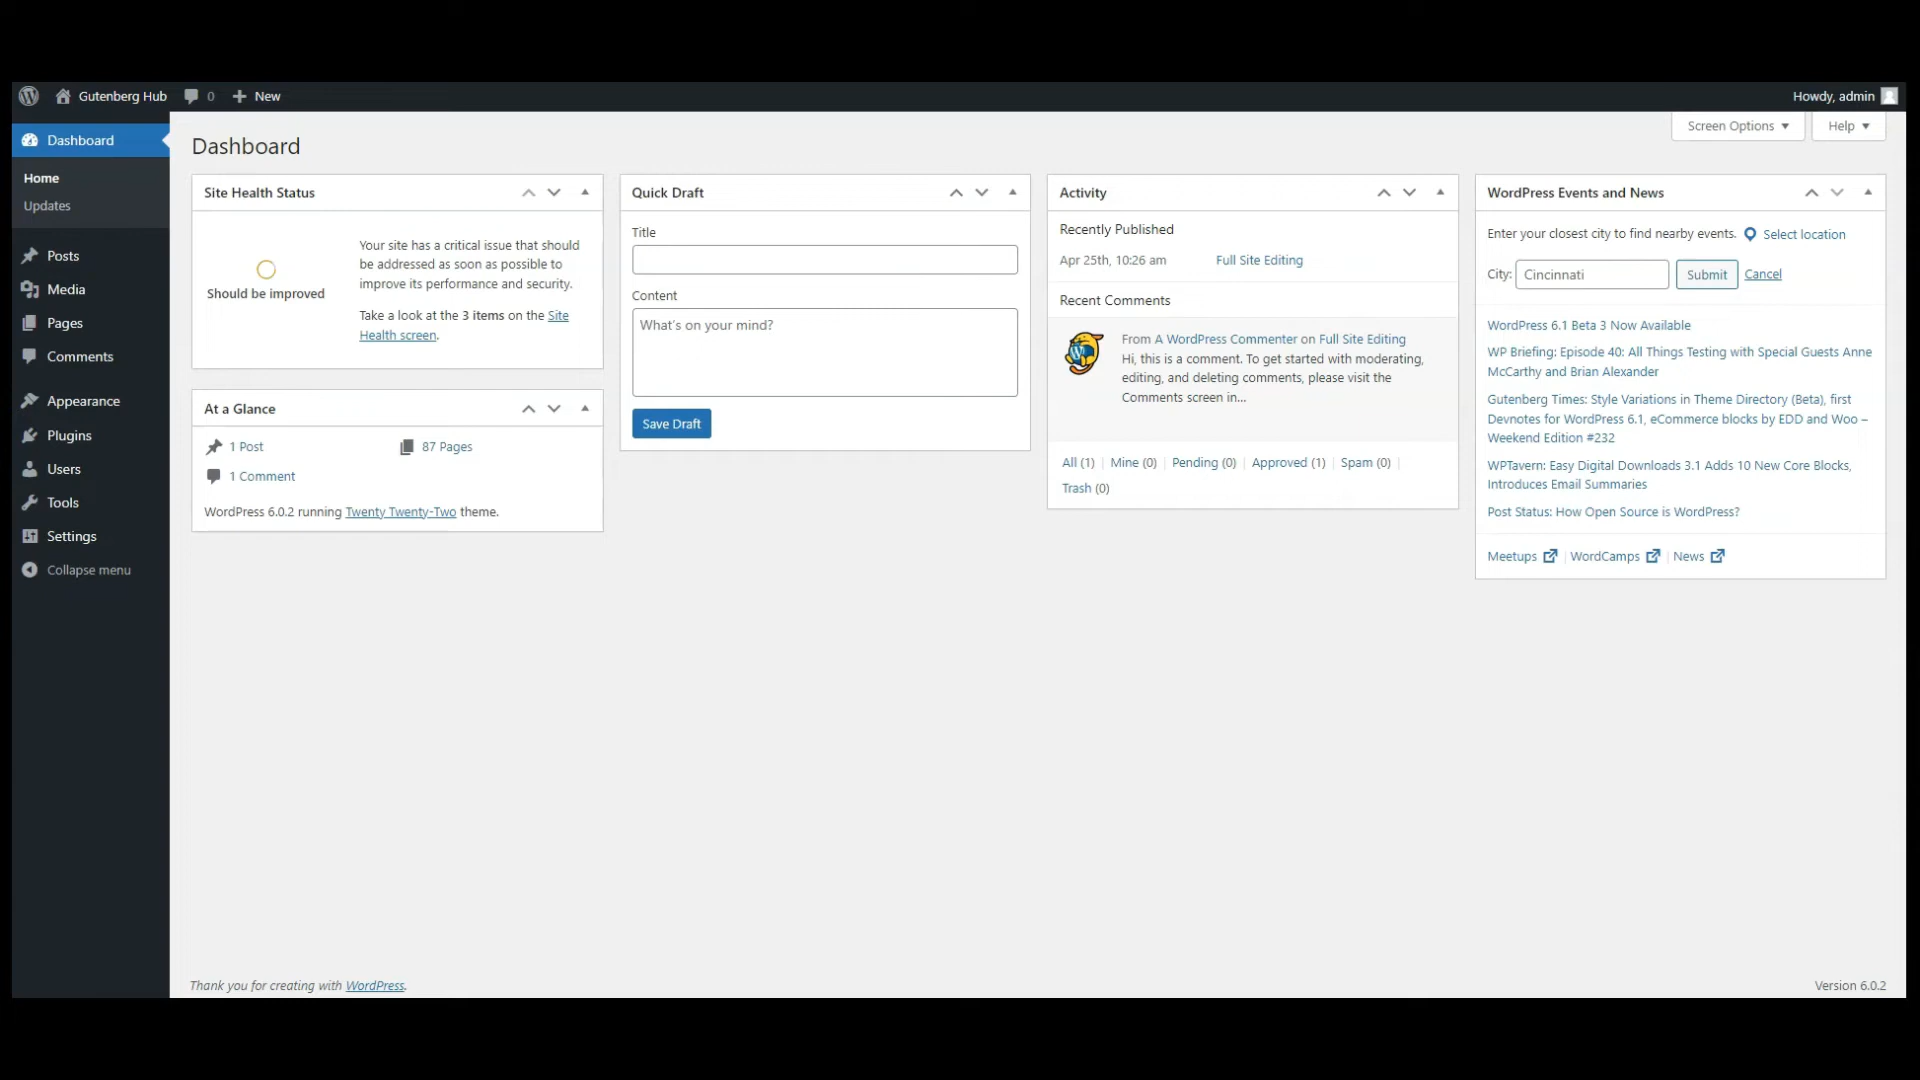 Gutenberg Hub 0 New Howdy, admin
Dashboard
Home
Updates
Posts
Media
Pages
Comments
Appearance
Plugins
Users
Tools
Settings
Collapse menu
Screen Options Help
Dashboard
Site Health Status
Should be improved
Your site has a critical issue that should
be addressed as soon as possible to
improve its performance and security.
Take a look at the 3 items on the Site
Health screen.
At a Glance
1 Post 87 Pages
1 Comment
WordPress 6.0.2 running Twenty Twenty-Two theme.
Quick Draft
Title
Content
What's on your mind?
Save Draft
Activity
Recently Published
Apr 25th, 10:26 am Full Site Editing
Recent Comments
From A WordPress Commenter on Full Site Editing
Hi, this is a comment. To get started with moderating,
editing, and deleting comments, please visit the
Comments screen in...
All (1) | Mine (0) | Pending (0) | Approved (1) | Spam (0) |
Trash (0)
WordPress Events and News
Enter your closest city to find nearby events. Select location
City: Cincinnati Submit Cancel
WordPress 6.1 Beta 3 Now Available
WP Briefing: Episode 40: All Things Testing with Special Guests Anne
McCarthy and Brian Alexander
Gutenberg Times: Style Variations in Theme Directory (Beta), first
Devnotes for WordPress 6.1, eCommerce blocks by EDD and Woo –
Weekend Edition #232
WPTavern: Easy Digital Downloads 3.1 Adds 10 New Core Blocks,
Introduces Email Summaries
Post Status: How Open Source is WordPress?
Meetups | WordCamps | News
Thank you for creating with WordPress.
Version 6.0.2